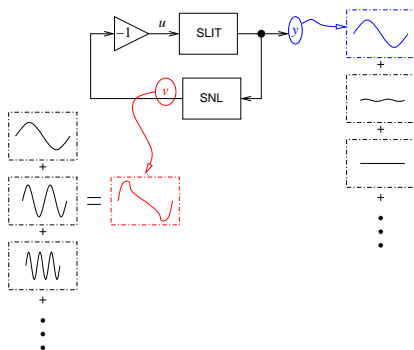 −1
u
SLIT
y
SNL
v
+
+
+
=
+
+
+